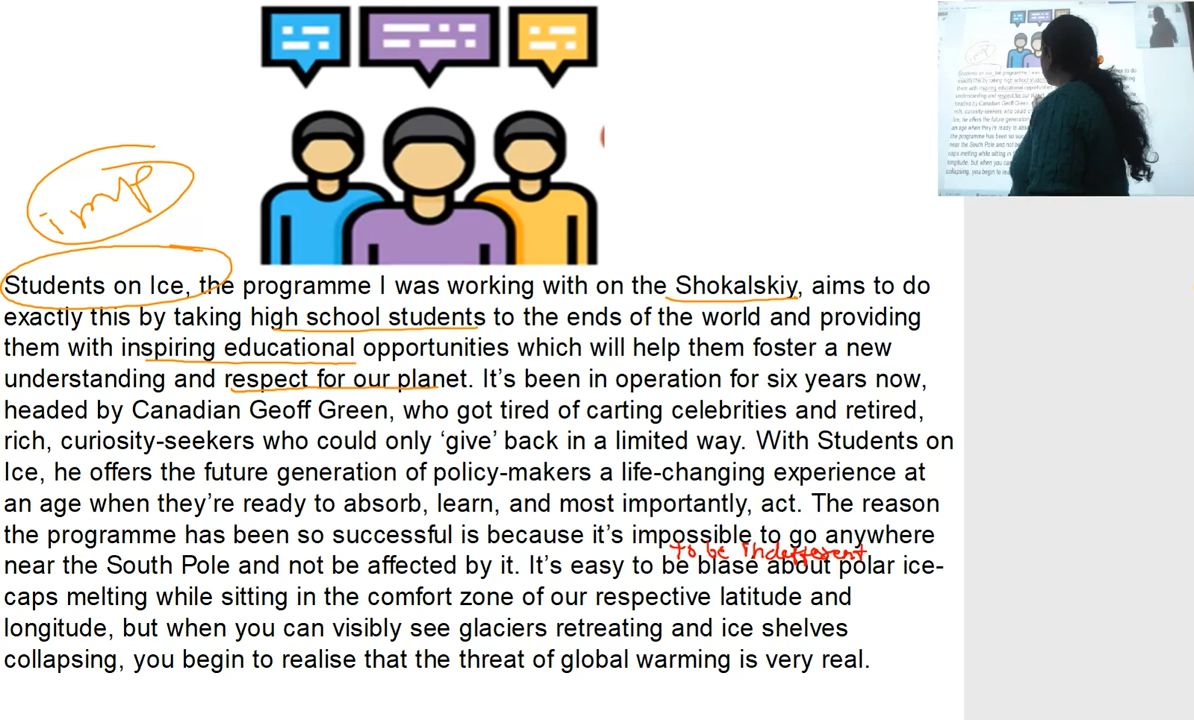 imp
Students on Ice, the programme I was working with on the Shokalskiy, aims to do
exactly this by taking high school students to the ends of the world and providing
them with inspiring educational opportunities which will help them foster a new
understanding and respect for our planet. It’s been in operation for six years now,
headed by Canadian Geoff Green, who got tired of carting celebrities and retired,
rich, curiosity-seekers who could only ‘give’ back in a limited way. With Students on
Ice, he offers the future generation of policy-makers a life-changing experience at
an age when they’re ready to absorb, learn, and most importantly, act. The reason
the programme has been so successful is because it’s impossible to go anywhere
to be indefferent
near the South Pole and not be affected by it. It’s easy to be blasé about polar ice-
caps melting while sitting in the comfort zone of our respective latitude and
longitude, but when you can visibly see glaciers retreating and ice shelves
collapsing, you begin to realise that the threat of global warming is very real.